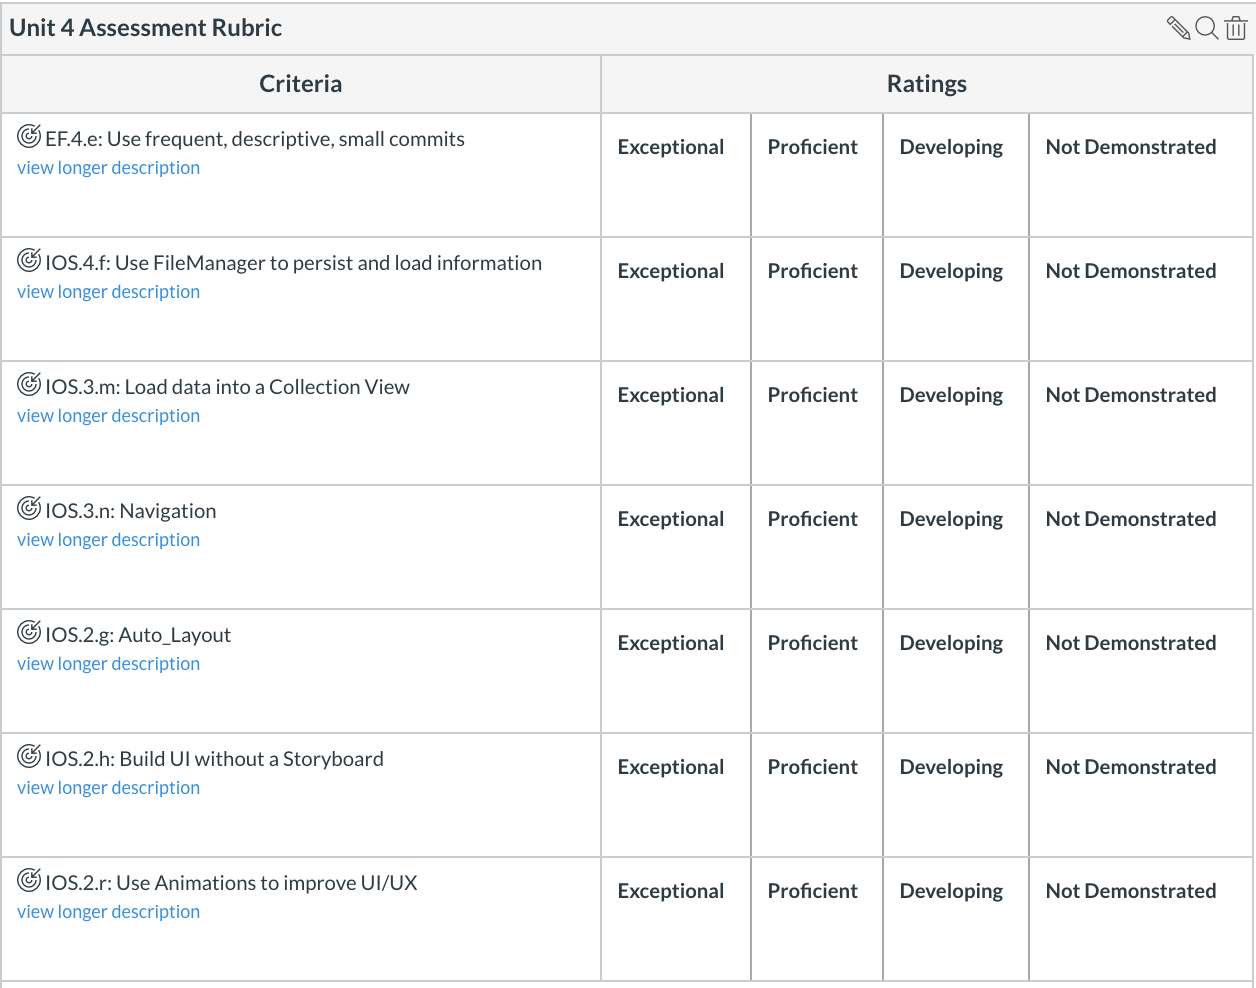 Unit 4 Assessment Rubric
Criteria Ratings
EF.4.e: Use frequent, descriptive, small commits
view longer description
Exceptional Proficient Developing Not Demonstrated
IOS.4.f: Use FileManager to persist and load information
view longer description
Exceptional Proficient Developing Not Demonstrated
IOS.3.m: Load data into a Collection View
view longer description
Exceptional Proficient Developing Not Demonstrated
IOS.3.n: Navigation
view longer description
Exceptional Proficient Developing Not Demonstrated
IOS.2.g: Auto_Layout
view longer description
Exceptional Proficient Developing Not Demonstrated
IOS.2.h: Build UI without a Storyboard
view longer description
Exceptional Proficient Developing Not Demonstrated
IOS.2.r: Use Animations to improve UI/UX
view longer description
Exceptional Proficient Developing Not Demonstrated